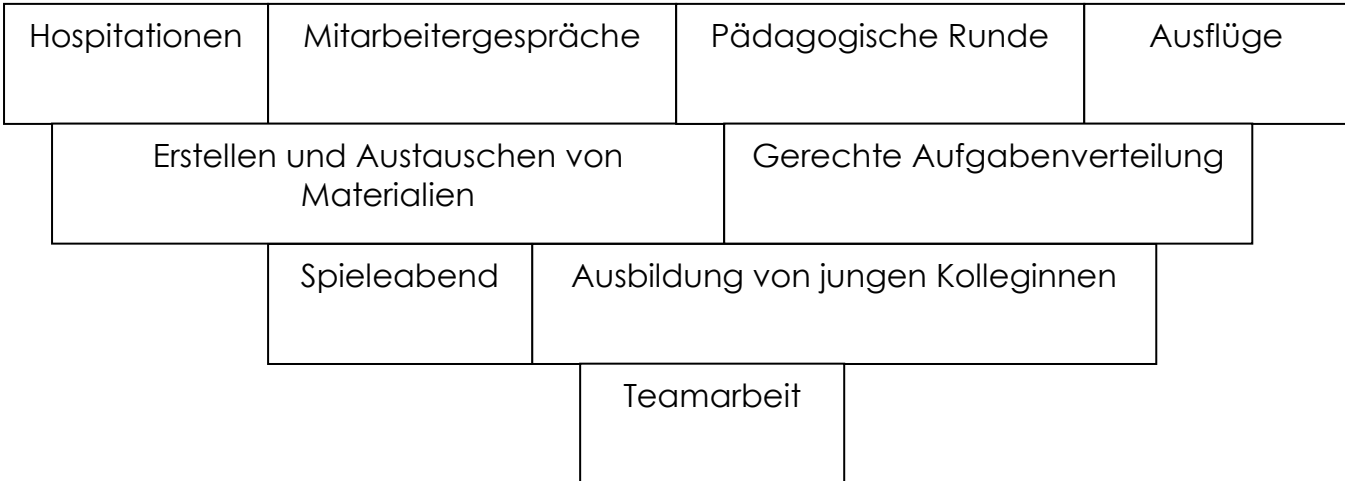 Hospitationen
Mitarbeitergespräche
Pädagogische Runde
Ausflüge
Erstellen und Austauschen von
Materialien
Gerechte Aufgabenverteilung
Spieleabend
Ausbildung von jungen Kolleginnen
Teamarbeit